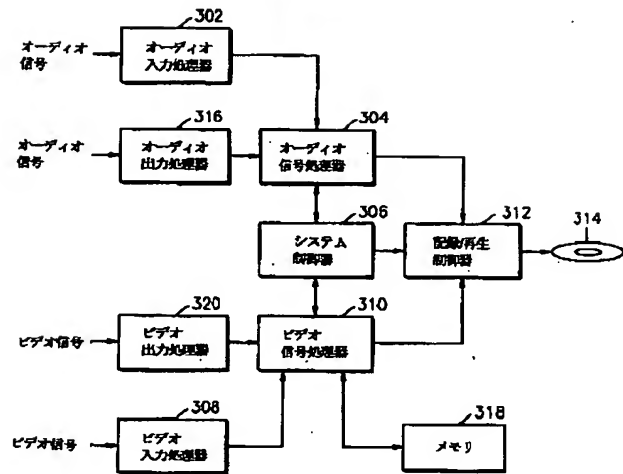 302
オーディオ
信号
オーディオ
入力処理器
316
304
オーディオ
信号
オーディオ
出力処理器
オーディオ
信号処理器
306
312
314
システム
制御器
記録/再生
制御器
320
310
ビデオ信号
ビデオ
出力処理器
ビデオ
信号処理器
308
318
ビデオ信号
ビデオ
入力処理器
メモリ